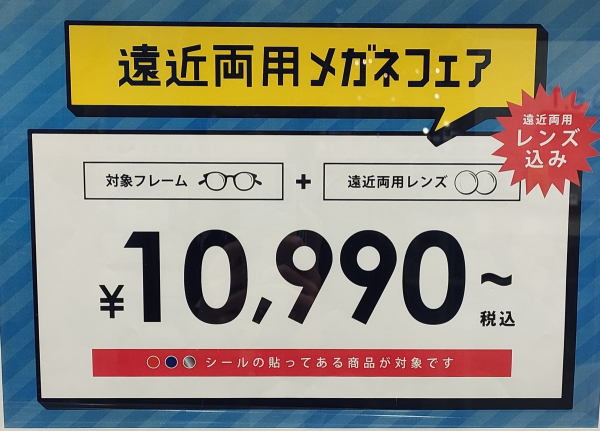 遠近両用メガネフェア
遠近両用
レンズ
込み
対象フレーム + 遠近両用レンズ
¥10,990~
税込
シールの貼ってある商品が対象です